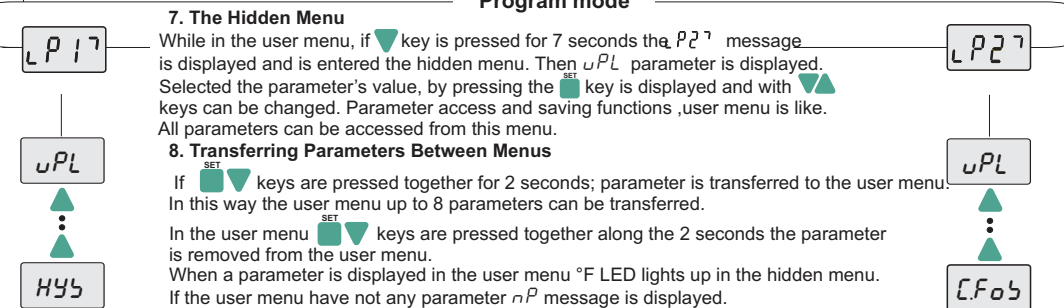 Program mode
7. The Hidden Menu
While in the user menu, if key is pressed for 7 seconds the ˪P2˥ message
is displayed and is entered the hidden menu. Then uPL parameter is displayed.
SET
Selected the parameter's value, by pressing the key is displayed and with
keys can be changed. Parameter access and saving functions ,user menu is like.
All parameters can be accessed from this menu.
8. Transferring Parameters Between Menus
SET
If keys are pressed together for 2 seconds; parameter is transferred to the user menu.
In this way the user menu up to 8 parameters can be transferred.
SET
In the user menu keys are pressed together along the 2 seconds the parameter
is removed from the user menu.
When a parameter is displayed in the user menu °F LED lights up in the hidden menu.
If the user menu have not any parameter nP message is displayed.
˪P1˥
uPL
HYS
˪P2˥
uPL
C.FoS